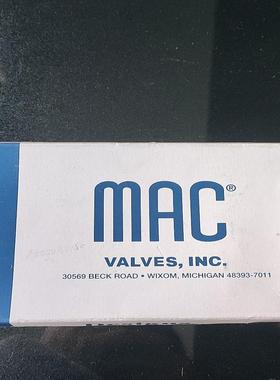 MAC®
VALVES, INC.
30569 BECK ROAD • WIXOM, MICHIGAN 48393-7011